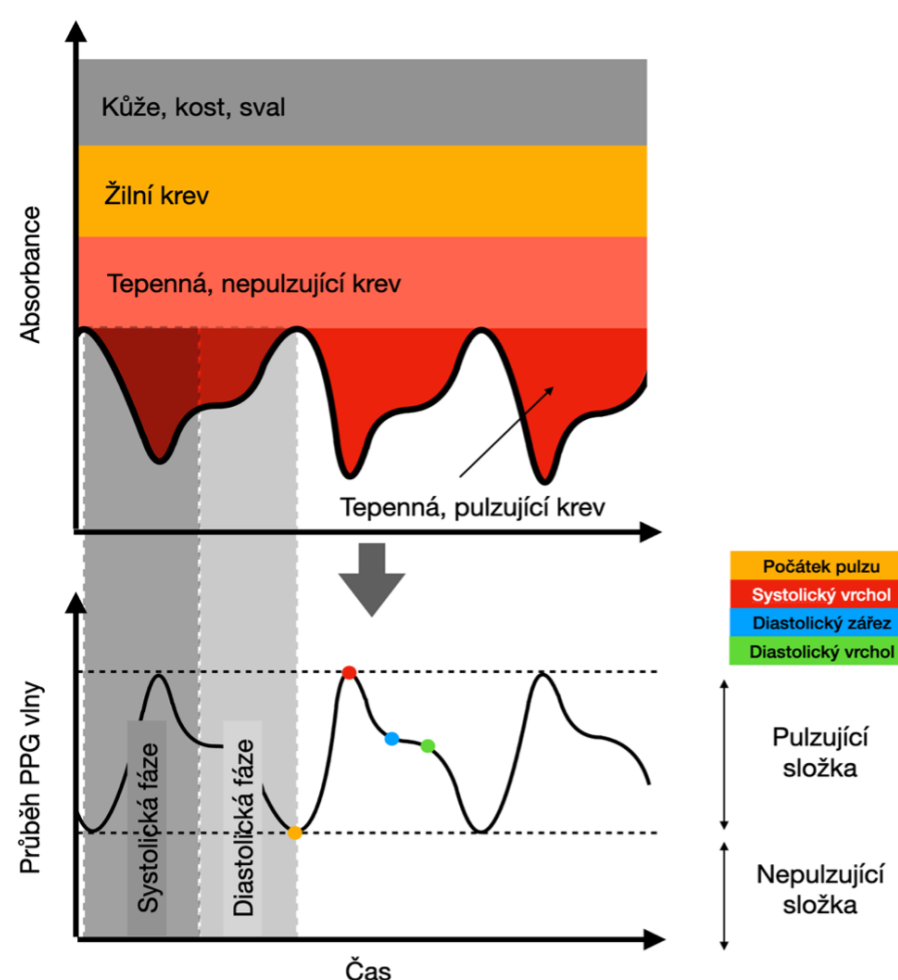 Absorbance
Kůže, kost, sval
Žilní krev
Tepenná, nepulzující krev
Tepenná, pulzující krev
Průběh PPG vlny
Systolická fáze
Diastolická fáze
Čas
Počátek pulzu
Systolický vrchol
Diastolický zářez
Diastolický vrchol
Pulzující
složka
Nepulzující
složka